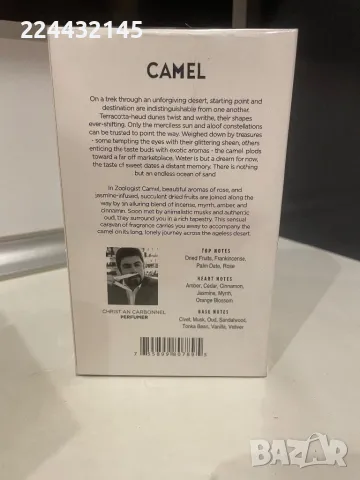 224432145
CAMEL
On a trek through an unforgiving desert, starting point and
destination are indistinguishable from one another.
Terracotta-hued dunes twist and writhe, their shapes
ever-shifting. Only the merciless sun and aloof constellations
can be trusted to point the way. Weighed down by treasures
- some tempting the eyes with their glittering sheen, others
enticing the taste buds with exotic aromas - the camel plods
toward a far off marketplace. Water is but a dream for now,
the taste of sweet dates a distant memory. There is nothing
but an endless ocean of sand
In Zoologist Camel, beautiful aromas of rose, and
jasmine-infused, succulent dried fruits are joined along the
way by an alluring blend of incense, myrrh, amber and
cinnamon. Soon met by animalistic musks and authentic
oud, they are woven into a rich tapestry. This sensual
caravan of fragrance carries you away to accompany the
camel on its long, lonely journey across the ageless desert.
TOP NOTES
Dried Fruits, Frankincense,
Palm Date, Rose
HEART NOTES
Amber, Cedar, Cinnamon,
Jasmine, Myrrh,
Orange Blossom
BASE NOTES
Civet, Musk, Oud, Sandalwood,
Tonka Bean, Vanilla, Vetiver
CHRISTIAN CARBONNEL
PERFUMER
BAZAR